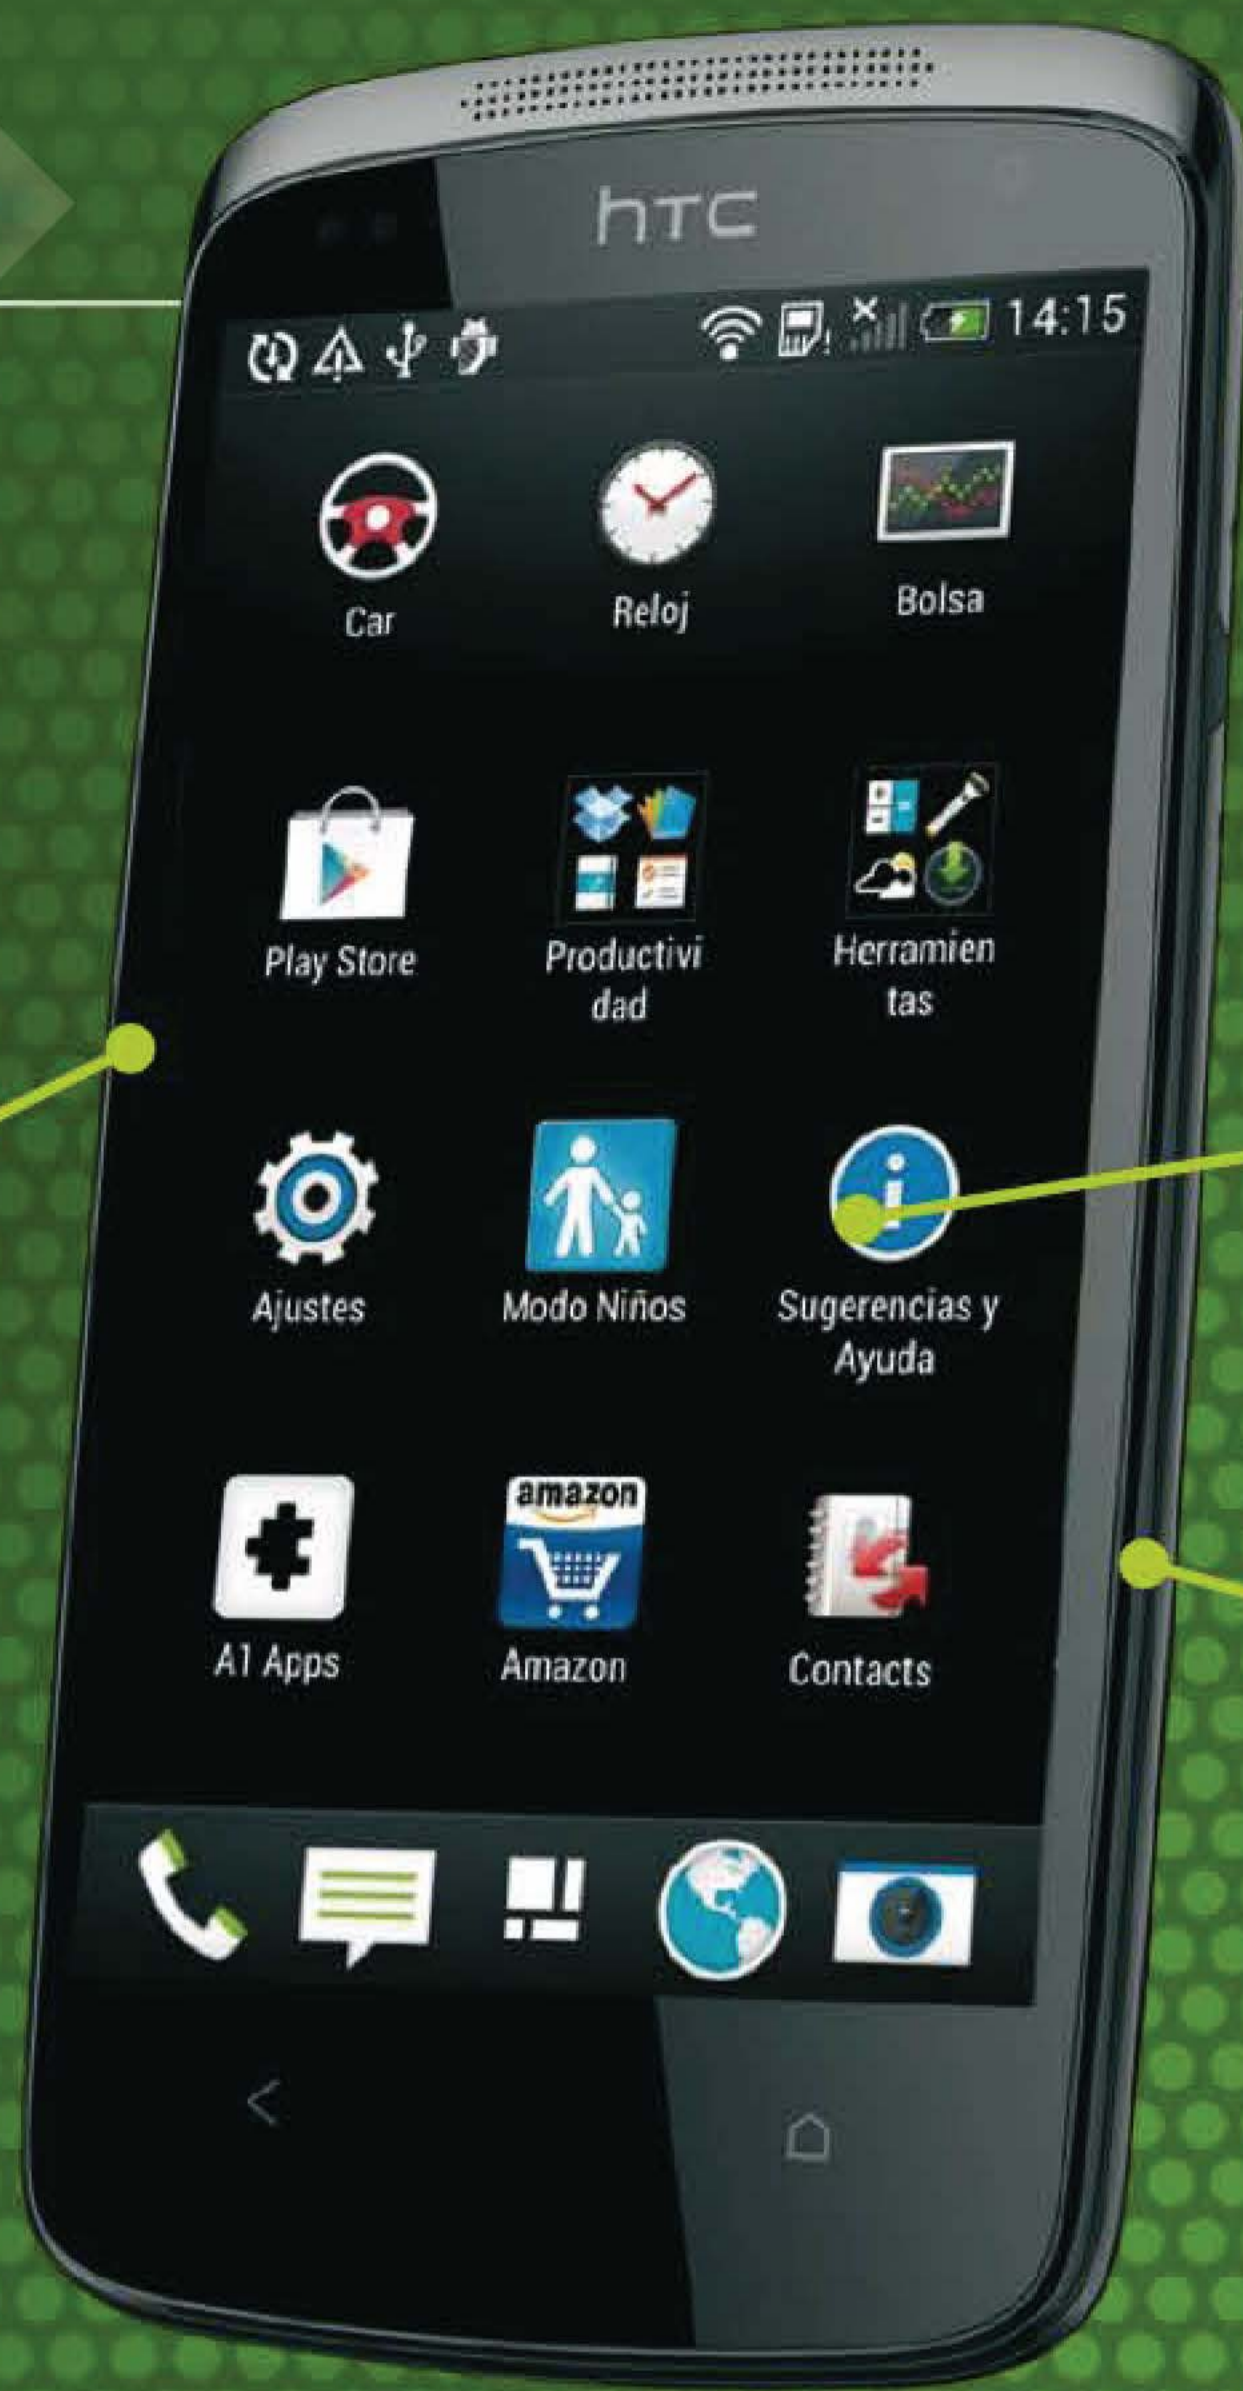 hTC
14:15
Car
Reloj
Bolsa
Play Store
Productivi
dad
Herramien
tas
Ajustes
Modo Niños
Sugerencias y
Ayuda
amazon
A1 Apps
Amazon
Contacts